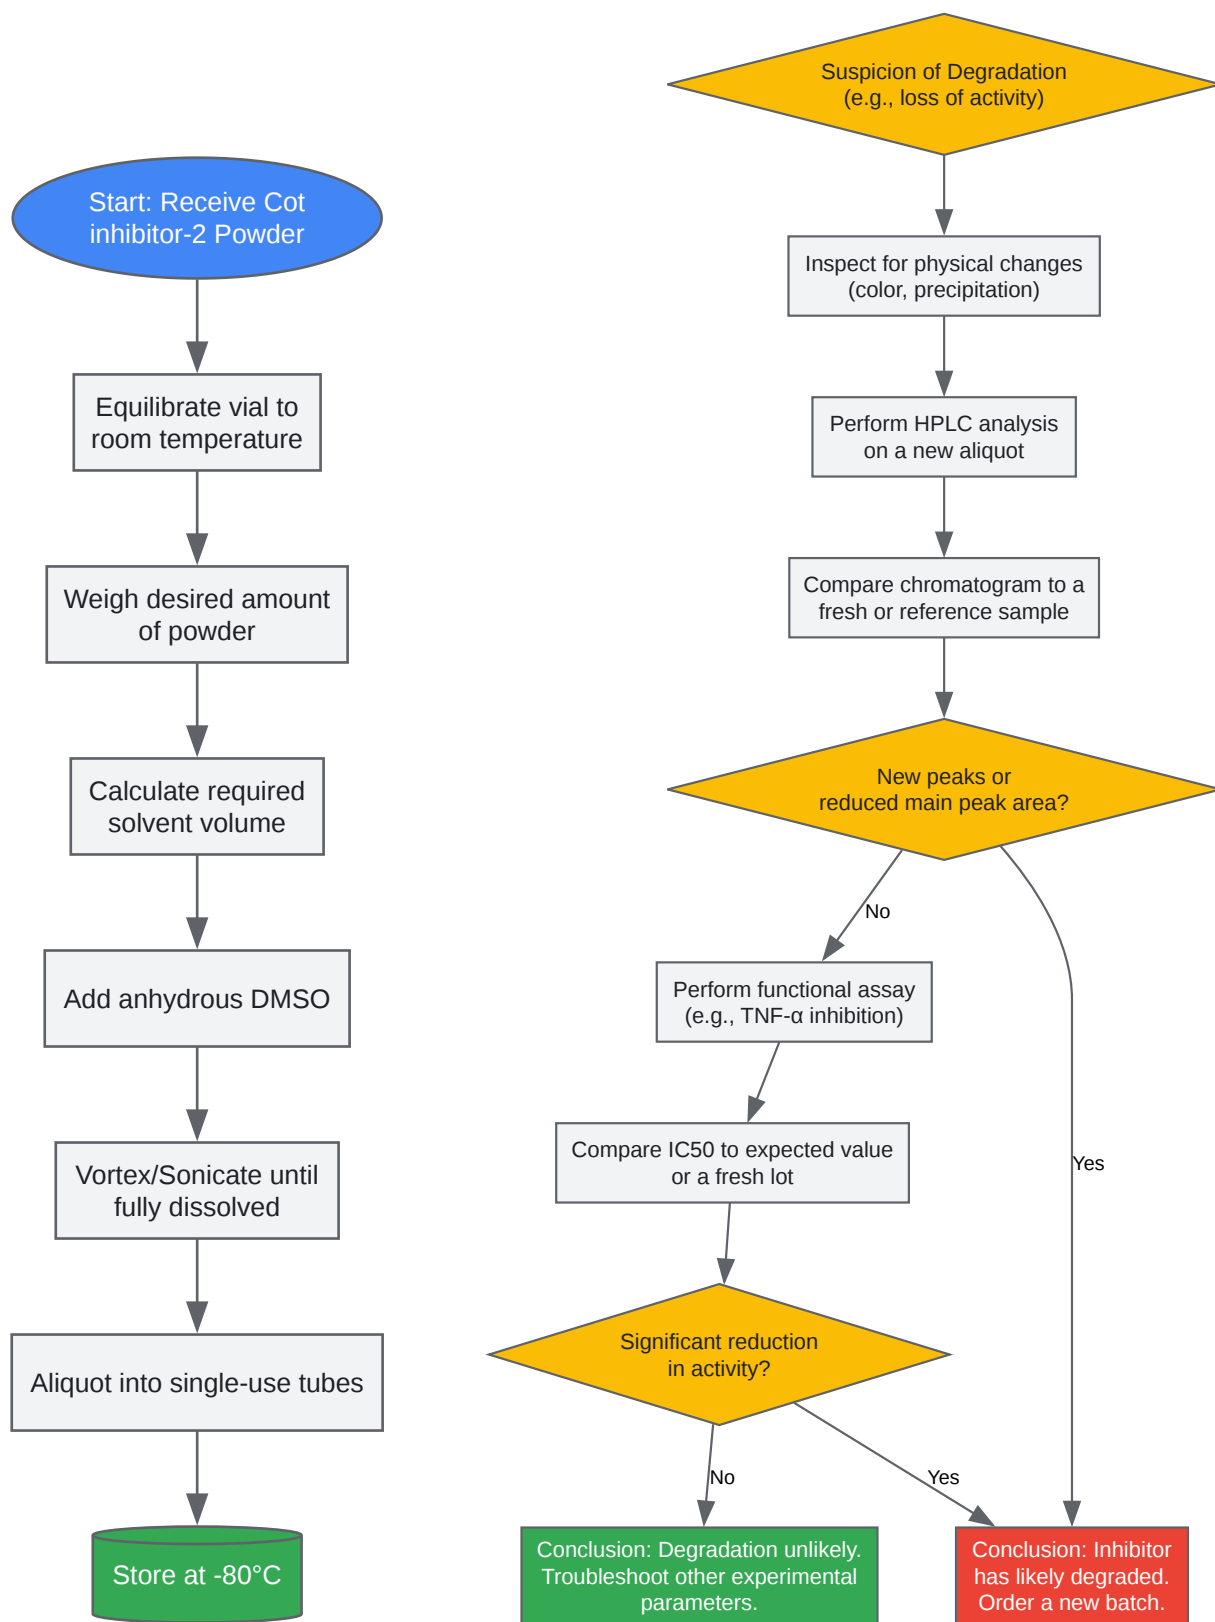 Start: Receive Cot
inhibitor-2 Powder
Equilibrate vial to
room temperature
Weigh desired amount
of powder
Calculate required
solvent volume
Add anhydrous DMSO
Vortex/Sonicate until
fully dissolved
Aliquot into single-use tubes
Store at -80°C
Suspicion of Degradation
(e.g., loss of activity)
Inspect for physical changes
(color, precipitation)
Perform HPLC analysis
on a new aliquot
Compare chromatogram to a
fresh or reference sample
New peaks or
reduced main peak area?
No
Yes
Perform functional assay
(e.g., TNF-α inhibition)
Compare IC50 to expected value
or a fresh lot
Significant reduction
in activity?
No
Yes
Conclusion: Degradation unlikely.
Troubleshoot other experimental
parameters.
Conclusion: Inhibitor
has likely degraded.
Order a new batch.